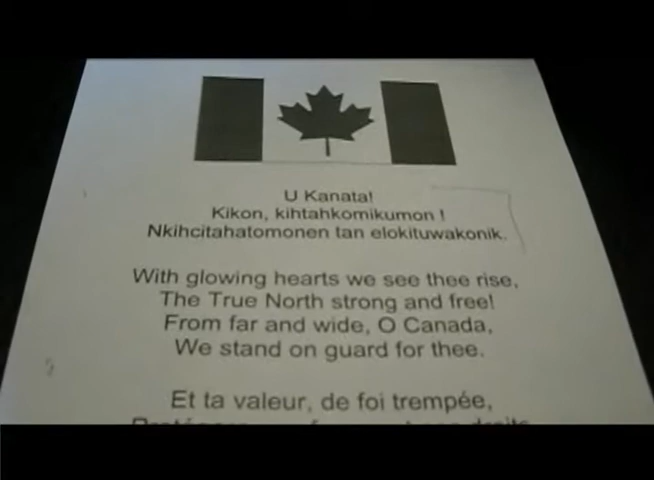 U Kanata!
Kikon, kihtahkomikumon !
Nkihcitahatomonen tan elokituwakonik.
With glowing hearts we see thee rise,
The True North strong and free!
From far and wide, O Canada,
We stand on guard for thee.
Et ta valeur, de foi trempée,